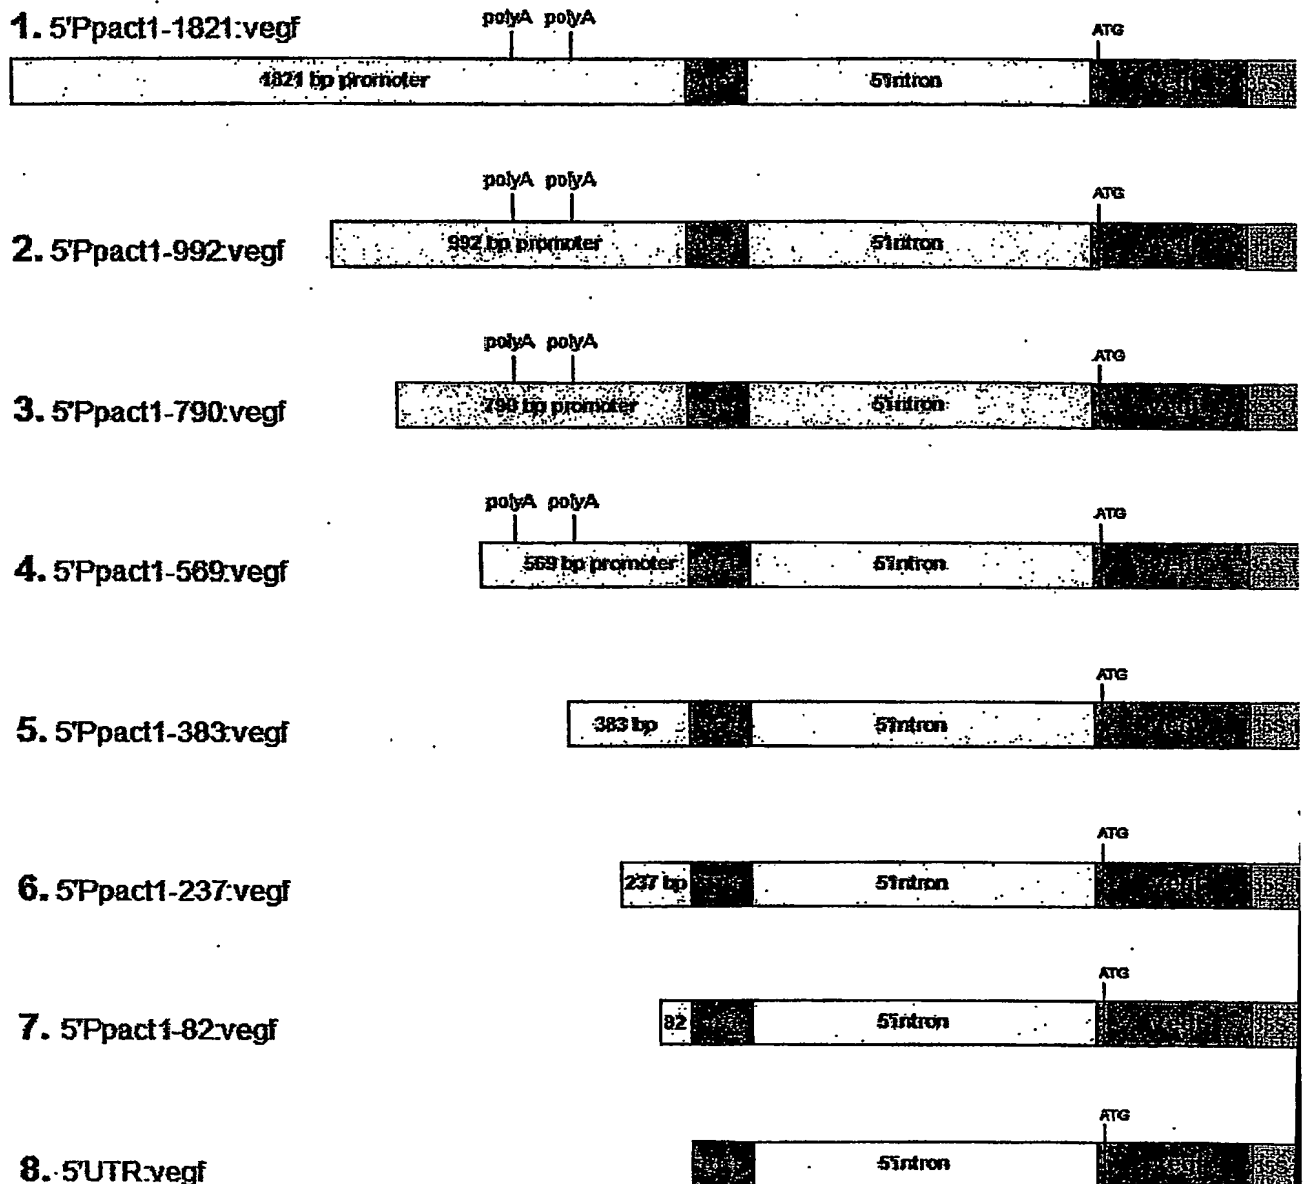 1. 5'Ppact1-1821:vegf
polyA polyA
ATG
1821 bp promoter
5'intron
polyA polyA
ATG
2. 5'Ppact1-992:vegf
992 bp promoter
5'intron
polyA polyA
ATG
3. 5'Ppact1-790:vegf
790 bp promoter
5'intron
polyA polyA
ATG
4. 5'Ppact1-569:vegf
569 bp promoter
5'intron
ATG
5. 5'Ppact1-383:vegf
383 bp
5'intron
ATG
6. 5'Ppact1-237:vegf
237 bp
5'intron
ATG
7. 5'Ppact1-82:vegf
82
5'intron
ATG
8. 5'UTR:vegf
5'intron